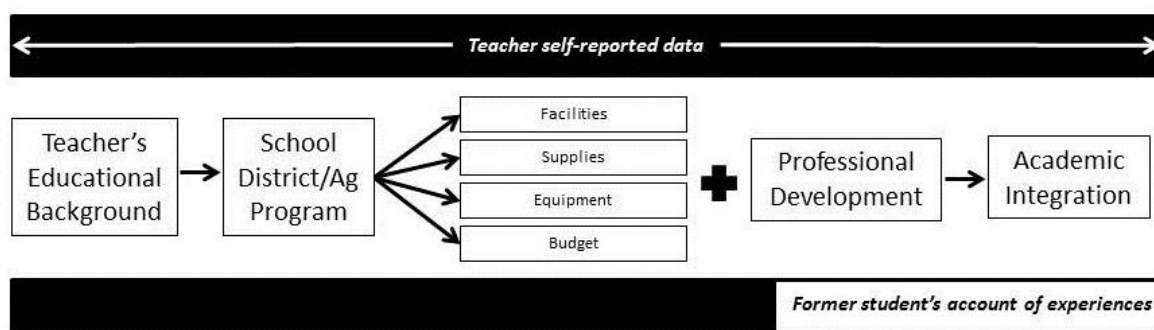 Teacher self-reported data
Teacher's
Educational
Background
School
District/Ag
Program
Facilities
Supplies
Equipment
Budget
Professional
Development
Academic
Integration
Former student's account of experiences